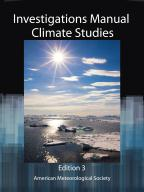 Investigations Manual
Climate Studies
Edition 3
American Meteorological Society